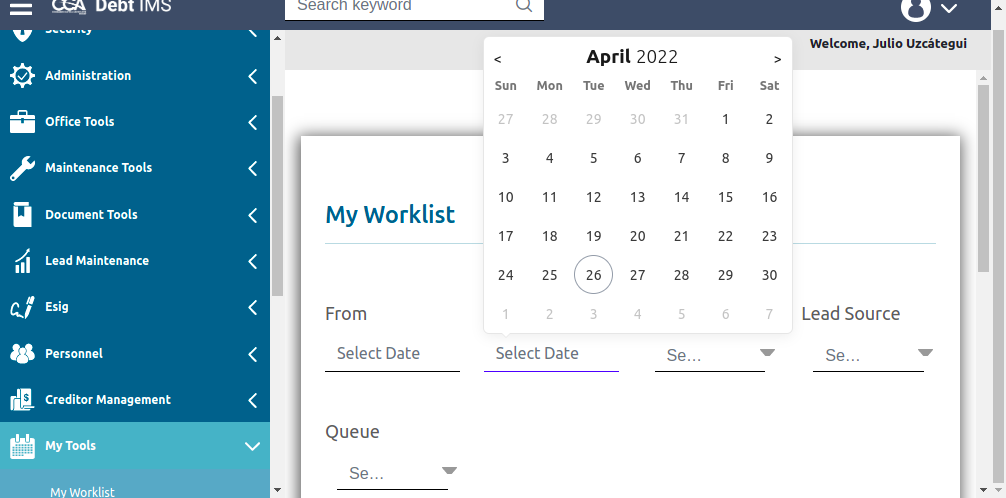 Debt IMS
Search keyword
Welcome, Julio Uzcátegui
Security
Administration
Office Tools
Maintenance Tools
Document Tools
Lead Maintenance
Esig
Personnel
Creditor Management
My Tools
My Worklist
< April 2022 >
Sun Mon Tue Wed Thu Fri Sat
27 28 29 30 31 1 2
3 4 5 6 7 8 9
10 11 12 13 14 15 16
17 18 19 20 21 22 23
24 25 26 27 28 29 30
1 2 3 4 5 6 7
My Worklist
From
Lead Source
Select Date
Select Date
Se...
Se...
Queue
Se...